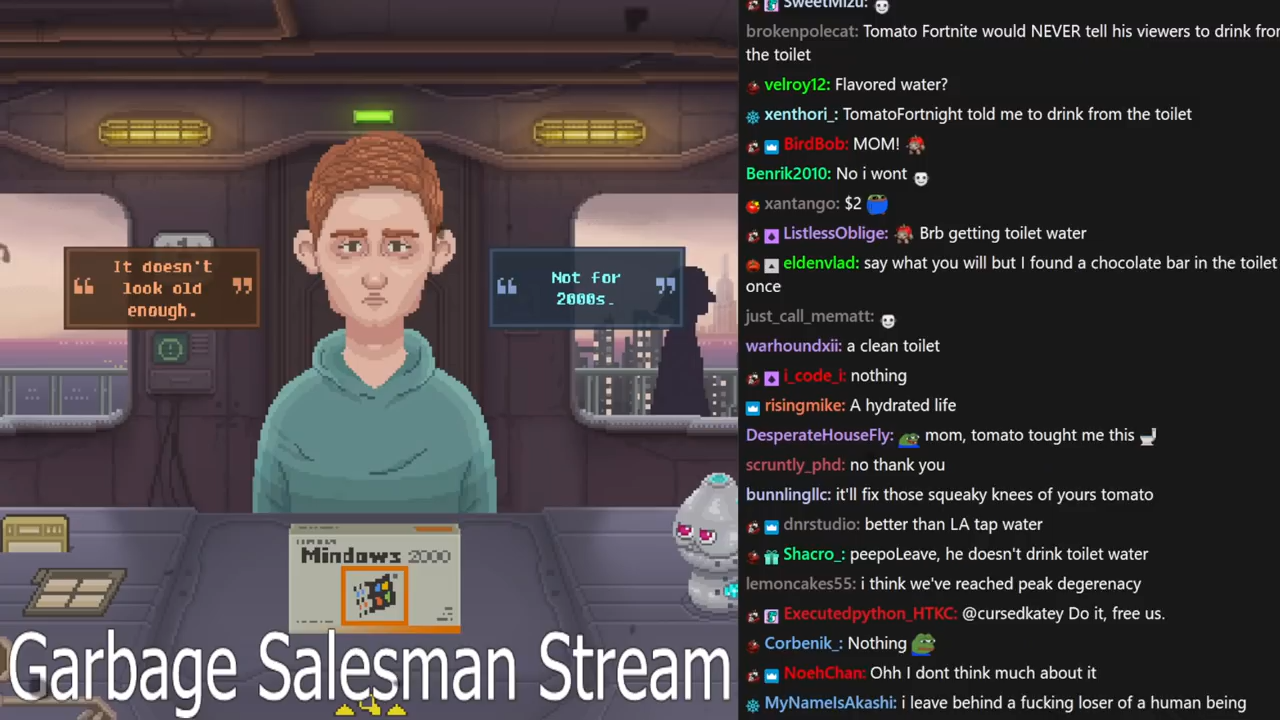 It doesn't
look old
enough.
Not for
2000s.
Mindows 2000
Garbage Salesman Stream
SweetMizu:
brokenpolecat: Tomato Fortnite would NEVER tell his viewers to drink from
the toilet
velroy12: Flavored water?
xenthori_: TomatoFortnight told me to drink from the toilet
BirdBob: MOM!
Benrik2010: No i wont
xantango: $2
ListlessOblige: Brb getting toilet water
eldenvlad: say what you will but I found a chocolate bar in the toilet
once
just_call_mematt:
warhoundxii: a clean toilet
i_code_i: nothing
risingmike: A hydrated life
DesperateHouseFly: mom, tomato tought me this
scruntly_phd: no thank you
bunnlingllc: it'll fix those squeaky knees of yours tomato
dnrstudio: better than LA tap water
Shacro_: peepoLeave, he doesn't drink toilet water
lemoncakes55: i think we've reached peak degeneracy
Executedpython_HTKC: @cursedkatey Do it, free us.
Corbenik_: Nothing
NoehChan: Ohh I dont think much about it
MyNameIsAkashi: i leave behind a fucking loser of a human being